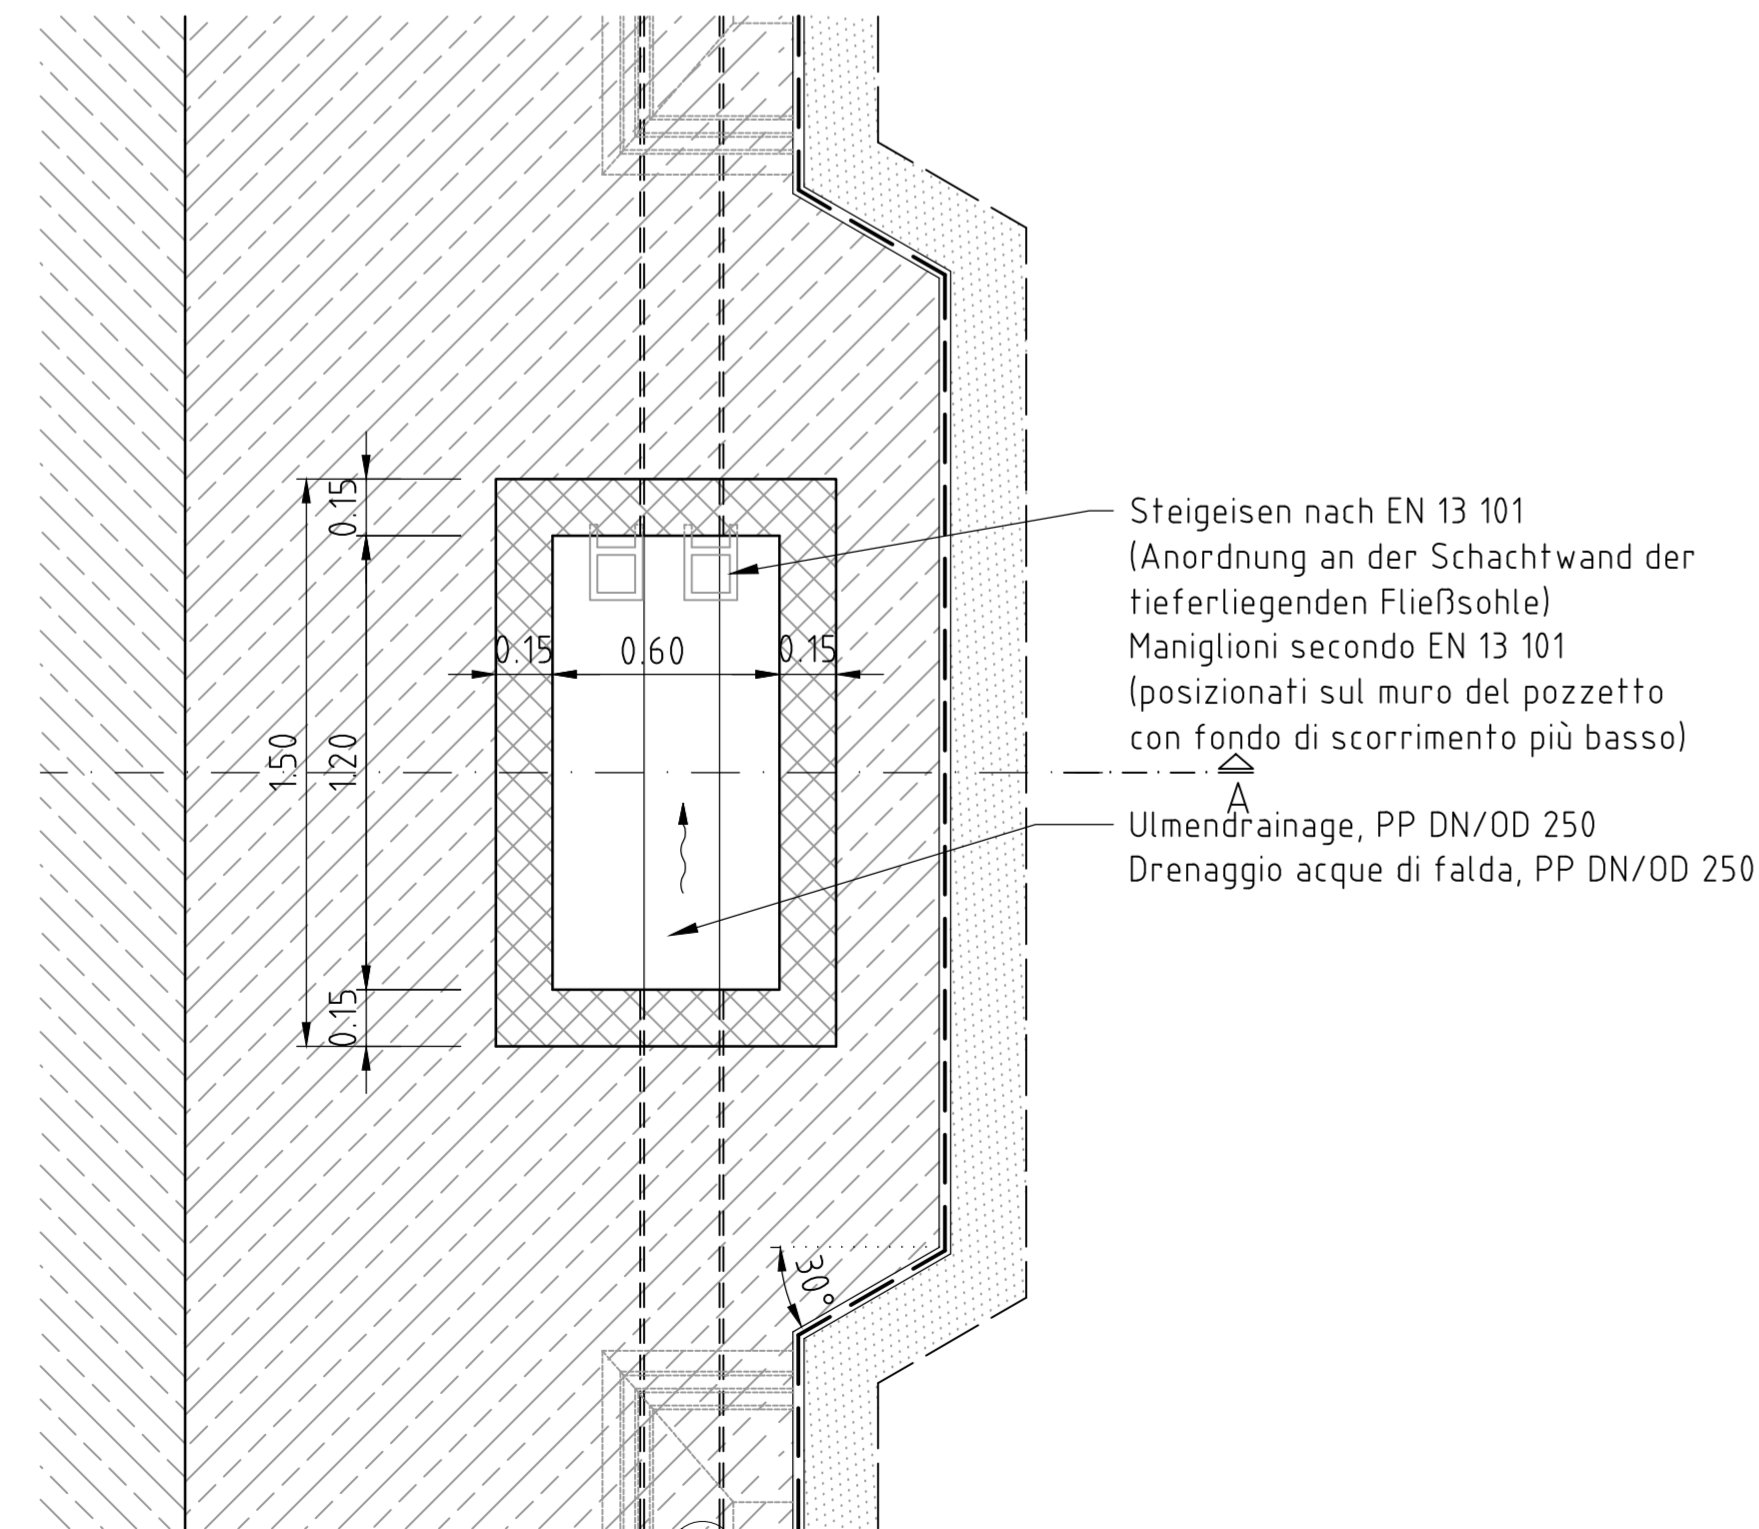 0.15
Steigeisen nach EN 13 101
(Anordnung an der Schachtwand der
tieferliegenden Fließsohle)
Maniglioni secondo EN 13 101
(posizionati sul muro del pozzetto
con fondo di scorrimento più basso)
0.15
0.60
0.15
1.50
1.20
A
Ulmendrainage, PP DN/OD 250
Drenaggio acque di falda, PP DN/OD 250
0.15
30°